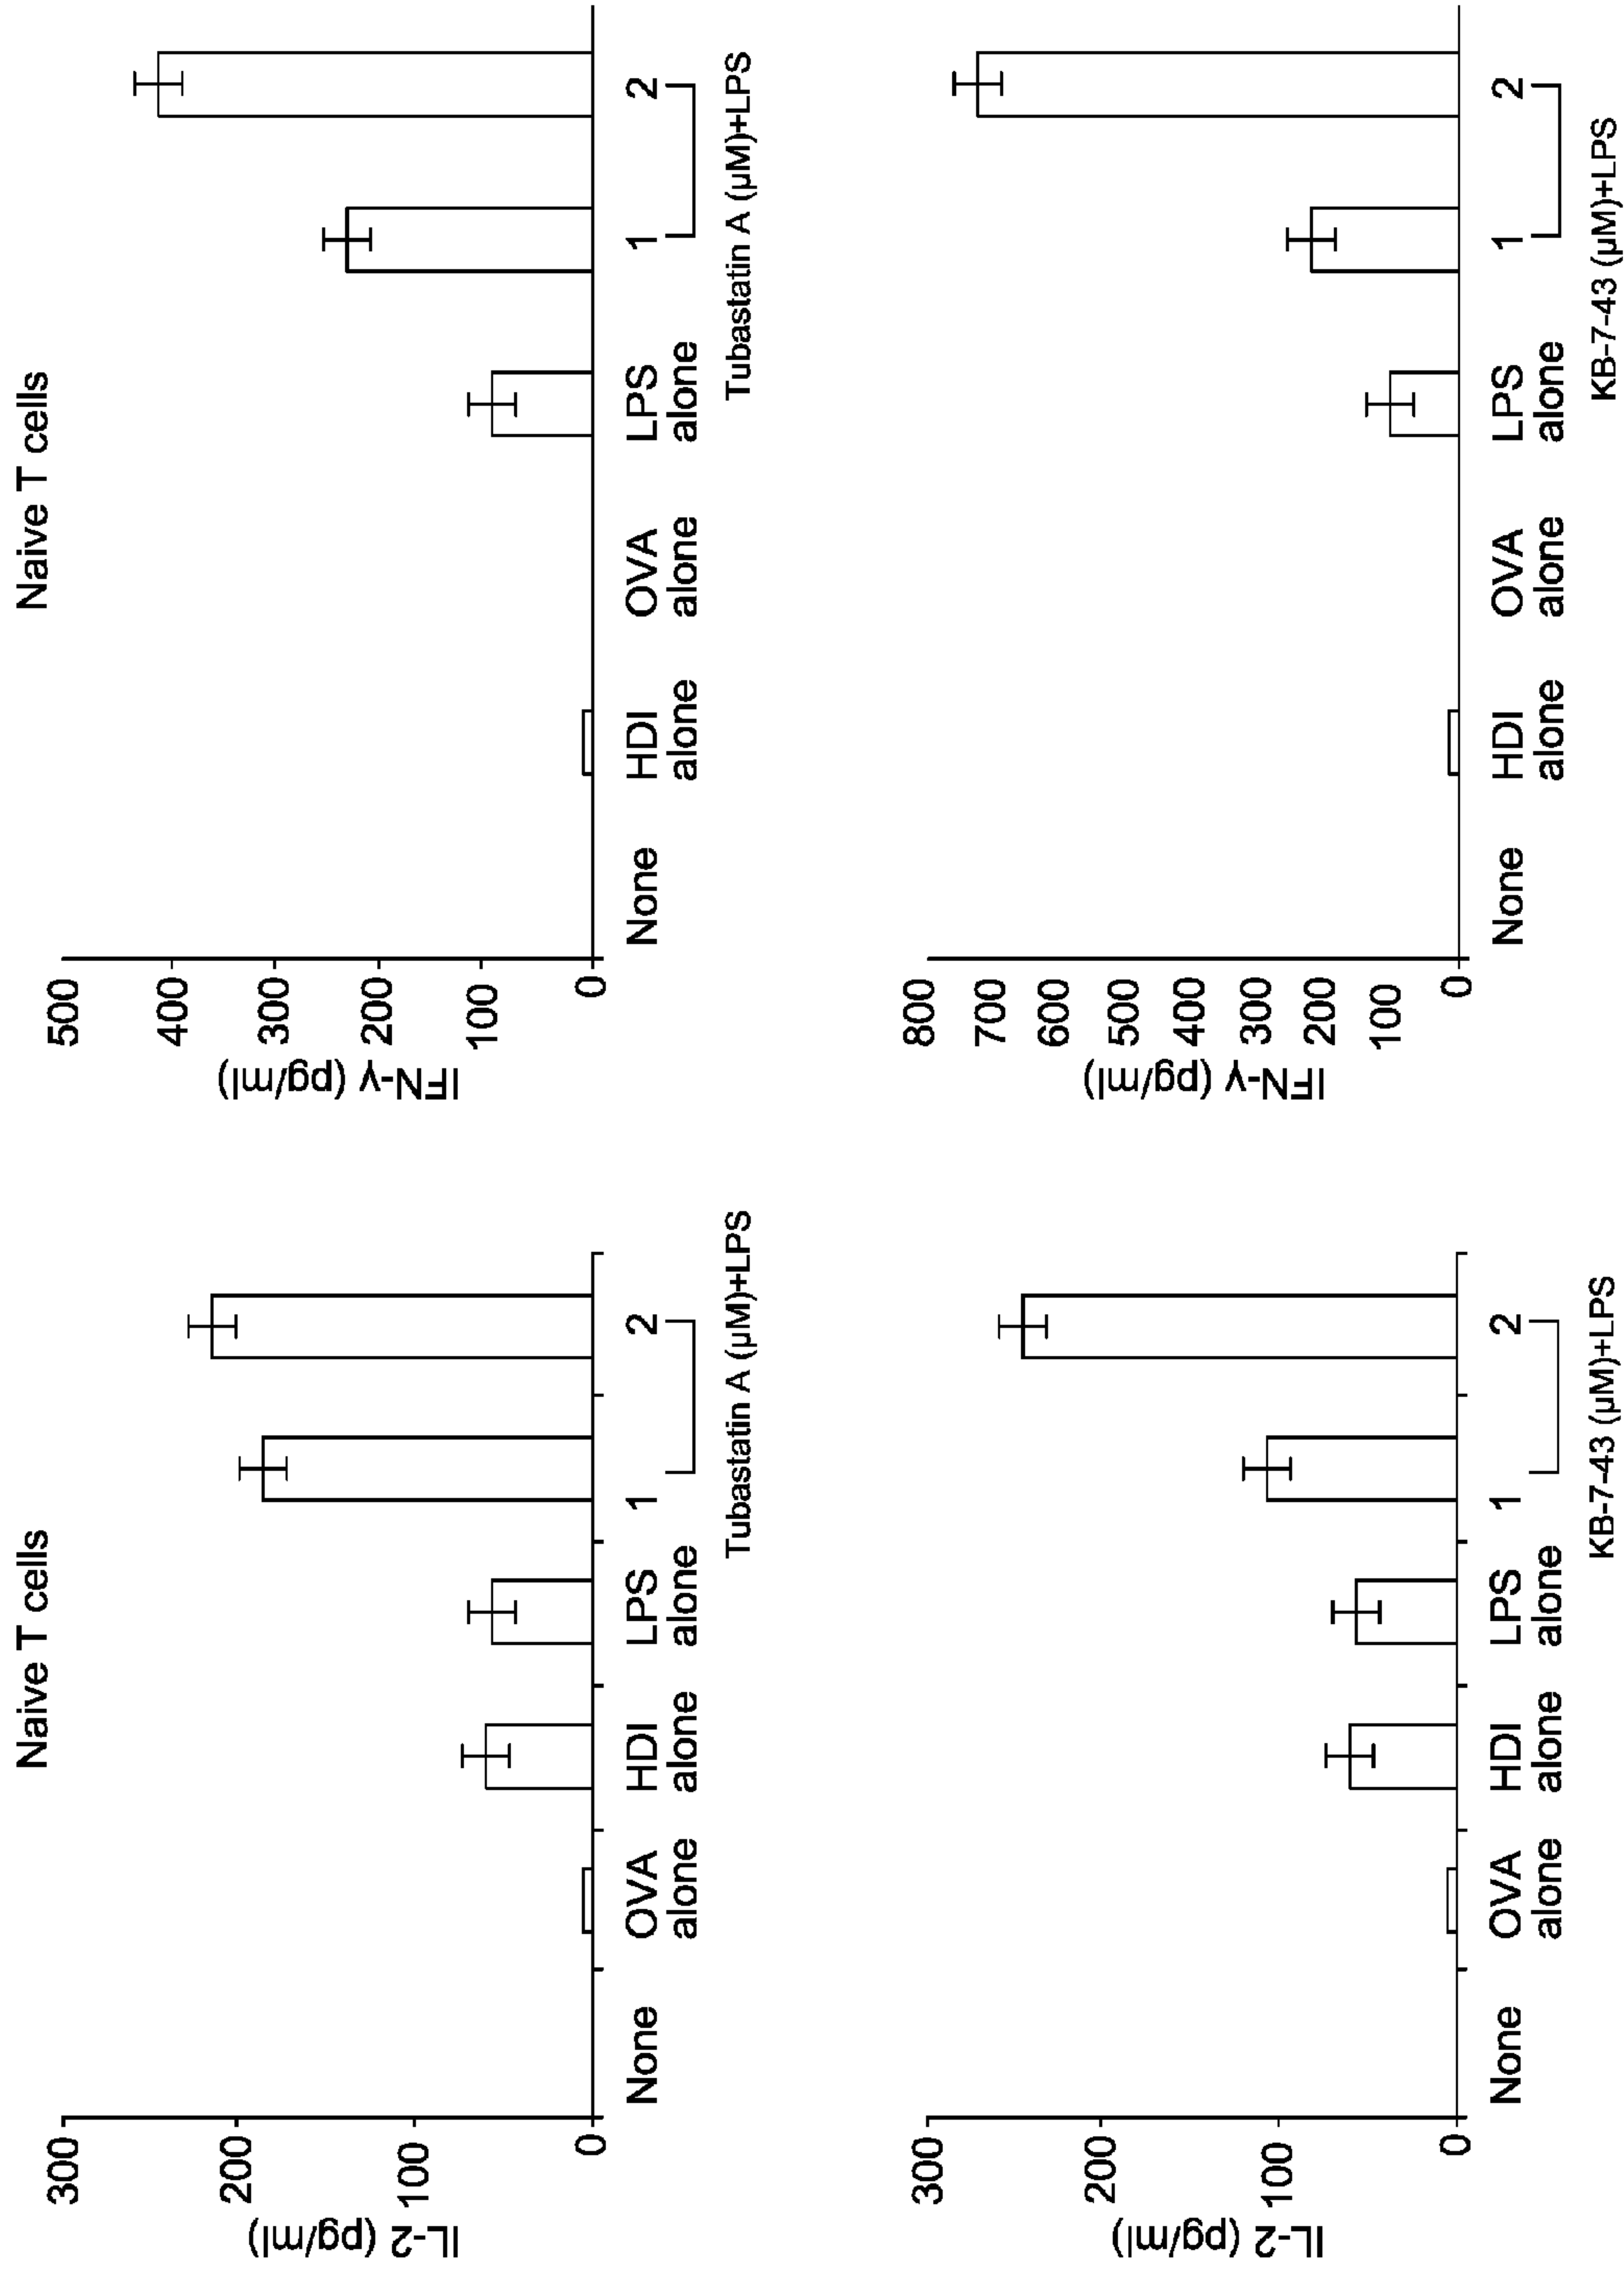 Naive T cells
IL-2 (pg/ml)
300
200
100
0
None
OVA alone
HDI alone
LPS alone
1
2
Tubastatin A (µM)+LPS
Naive T cells
IFN-γ (pg/ml)
500
400
300
200
100
0
None
HDI alone
OVA alone
LPS alone
1
2
Tubastatin A (µM)+LPS
IL-2 (pg/ml)
300
200
100
0
None
OVA alone
HDI alone
LPS alone
1
2
KB-7-43 (µM)+LPS
IFN-γ (pg/ml)
800
700
600
500
400
300
200
100
0
None
HDI alone
OVA alone
LPS alone
1
2
KB-7-43 (µM)+LPS